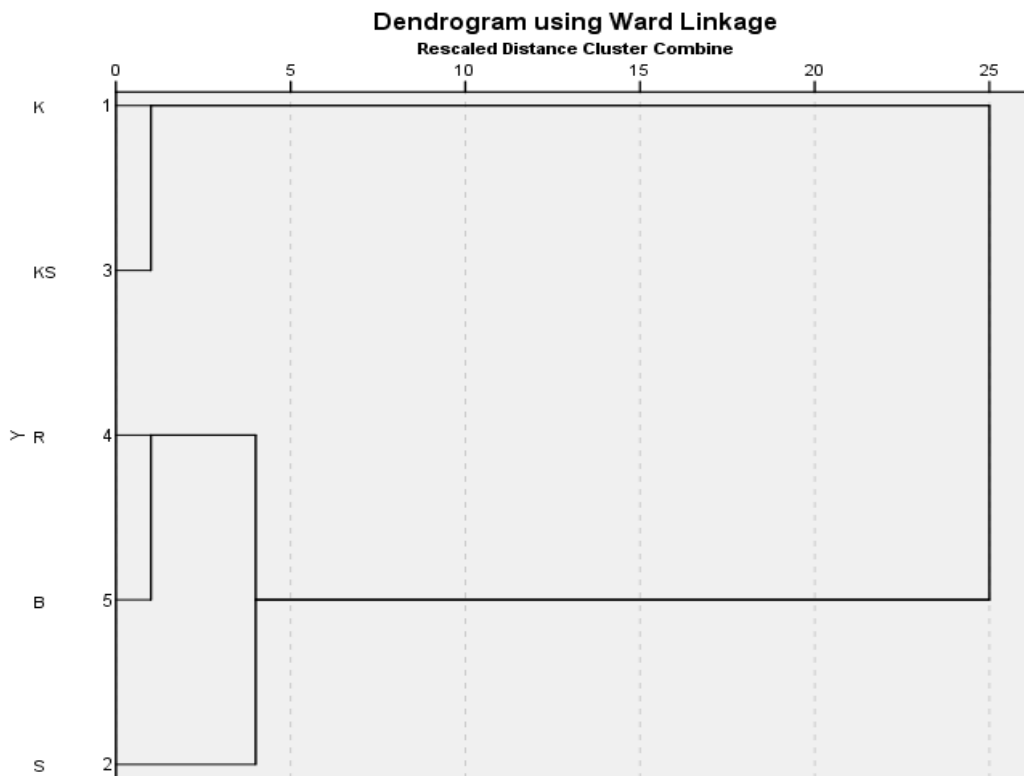 Dendrogram using Ward Linkage
Rescaled Distance Cluster Combine
0 5 10 15 20 25
K 1
KS 3
Y R 4
B 5
S 2